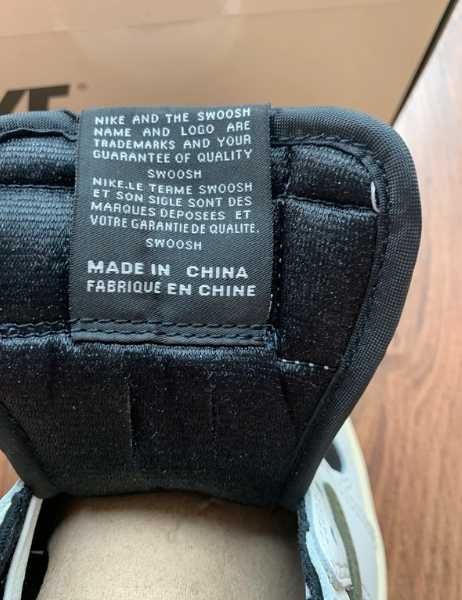 KE
NIKE AND THE SWOOSH
NAME AND LOGO ARE
TRADEMARKS AND YOUR
GUARANTEE OF QUALITY
SWOOSH
NIKE.LE TERME SWOOSH
ET SON SIGLE SONT DES
MARQUES DEPOSEES ET
VOTRE GARANTIE DE QUALITE.
SWOOSH
MADE IN CHINA
FABRIQUE EN CHINE